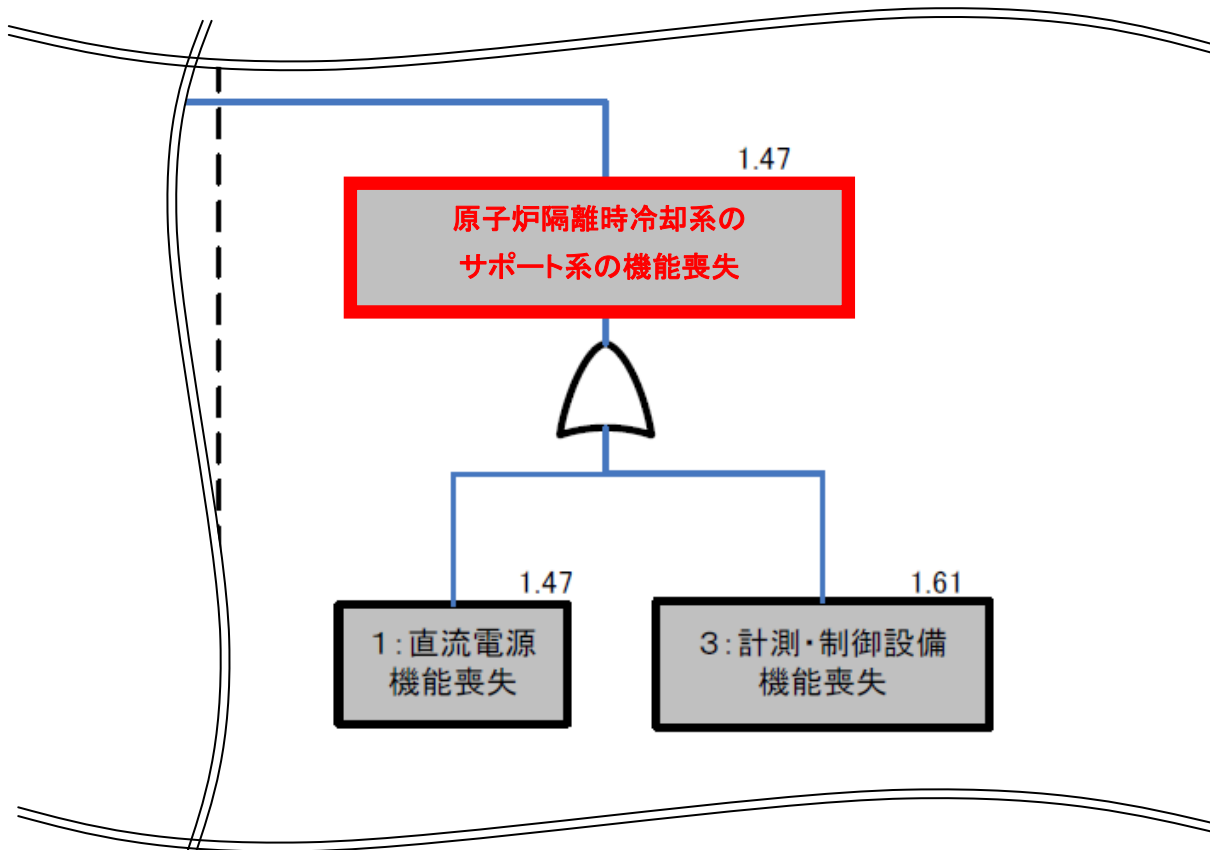 1.47
原子炉隔離時冷却系の
サポート系の機能喪失
1.47
1:直流電源
機能喪失
1.61
3:計測・制御設備
機能喪失